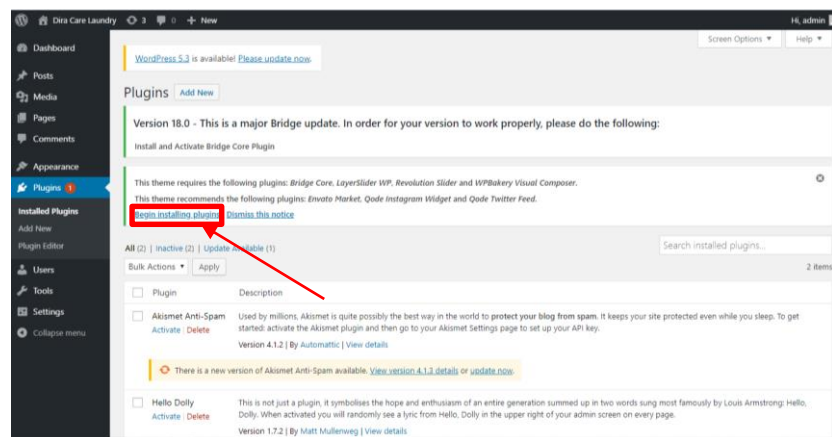 Dira Care Laundry 3 0 + New Hi, admin
Screen Options ▼ Help ▼
Dashboard
Posts
Media
Pages
Comments
Appearance
Plugins 1
Installed Plugins
Add New
Plugin Editor
Users
Tools
Settings
Collapse menu
WordPress 5.3 is available! Please update now.
Plugins Add New
Version 18.0 - This is a major Bridge update. In order for your version to work properly, please do the following:
Install and Activate Bridge Core Plugin
This theme requires the following plugins: Bridge Core, LayerSlider WP, Revolution Slider and WPBakery Visual Composer.
This theme recommends the following plugins: Envato Market, Qode Instagram Widget and Qode Twitter Feed.
Begin installing plugins Dismiss this notice
All (2) | Inactive (2) | Update Available (1)
Search installed plugins...
Bulk Actions ▼ Apply
2 items
Plugin Description
Akismet Anti-Spam
Activate | Delete
Used by millions, Akismet is quite possibly the best way in the world to protect your blog from spam. It keeps your site protected even while you sleep. To get
started: activate the Akismet plugin and then go to your Akismet Settings page to set up your API key.
Version 4.1.2 | By Automattic | View details
There is a new version of Akismet Anti-Spam available. View version 4.1.3 details or update now.
Hello Dolly
Activate | Delete
This is not just a plugin, it symbolises the hope and enthusiasm of an entire generation summed up in two words sung most famously by Louis Armstrong: Hello,
Dolly. When activated you will randomly see a lyric from Hello, Dolly in the upper right of your admin screen on every page.
Version 1.7.2 | By Matt Mullenweg | View details